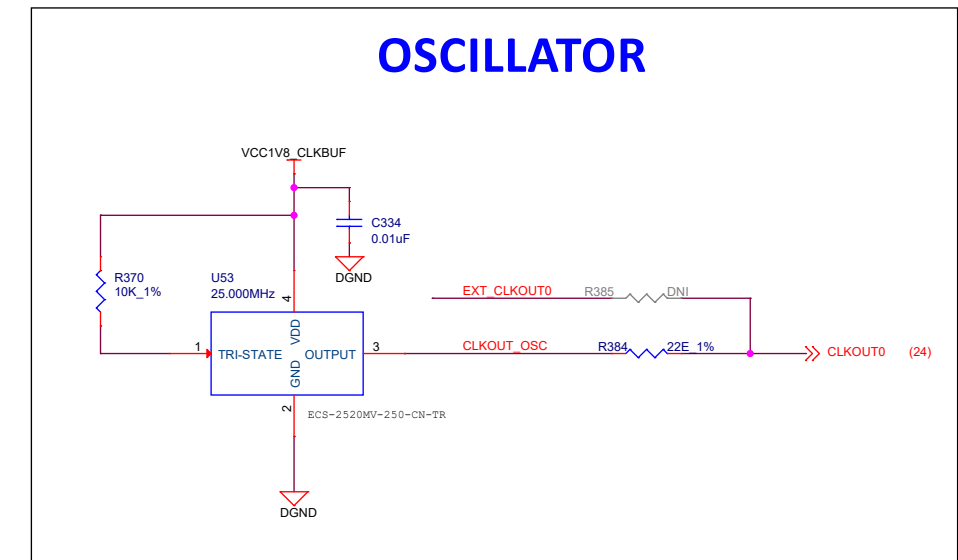 OSCILLATOR
VCC1V8_CLKBUF
C334
0.01uF
DGND
R370
10K_1%
U53
25.000MHz
4
EXT_CLKOUT0
R385
DNI
1
TRI-STATE
VDD
GND
OUTPUT
3
CLKOUT_OSC
R384
22E_1%
CLKOUT0
(24)
2
ECS-2520MV-250-CN-TR
DGND